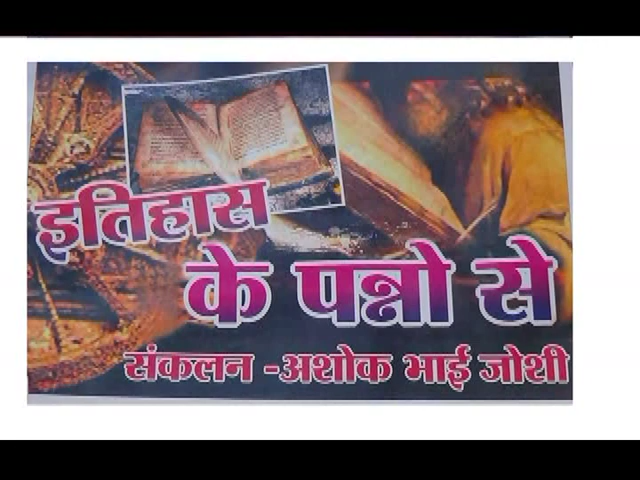 इतिहास
के पन्नो से
संकलन -अशोक भाई जोशी